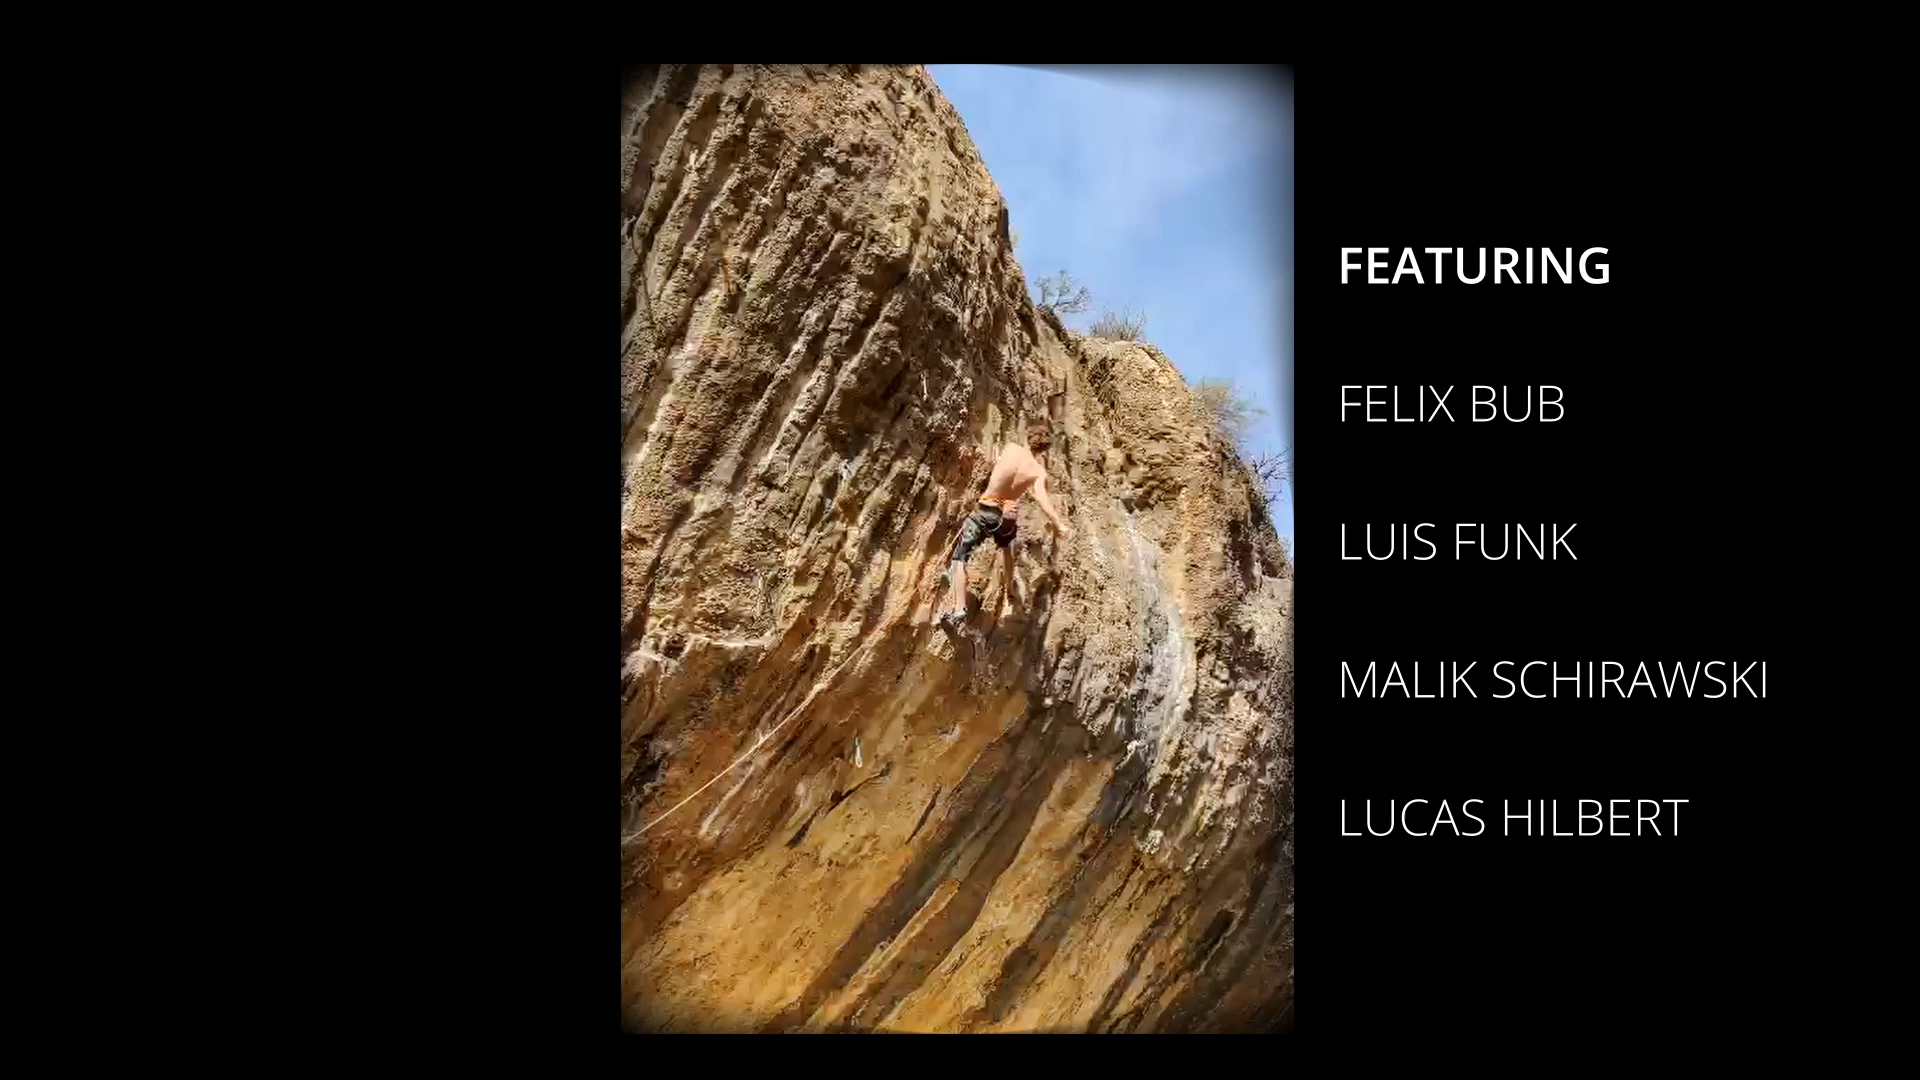 FEATURING
FELIX BUB
LUIS FUNK
MALIK SCHIRAWSKI
LUCAS HILBERT